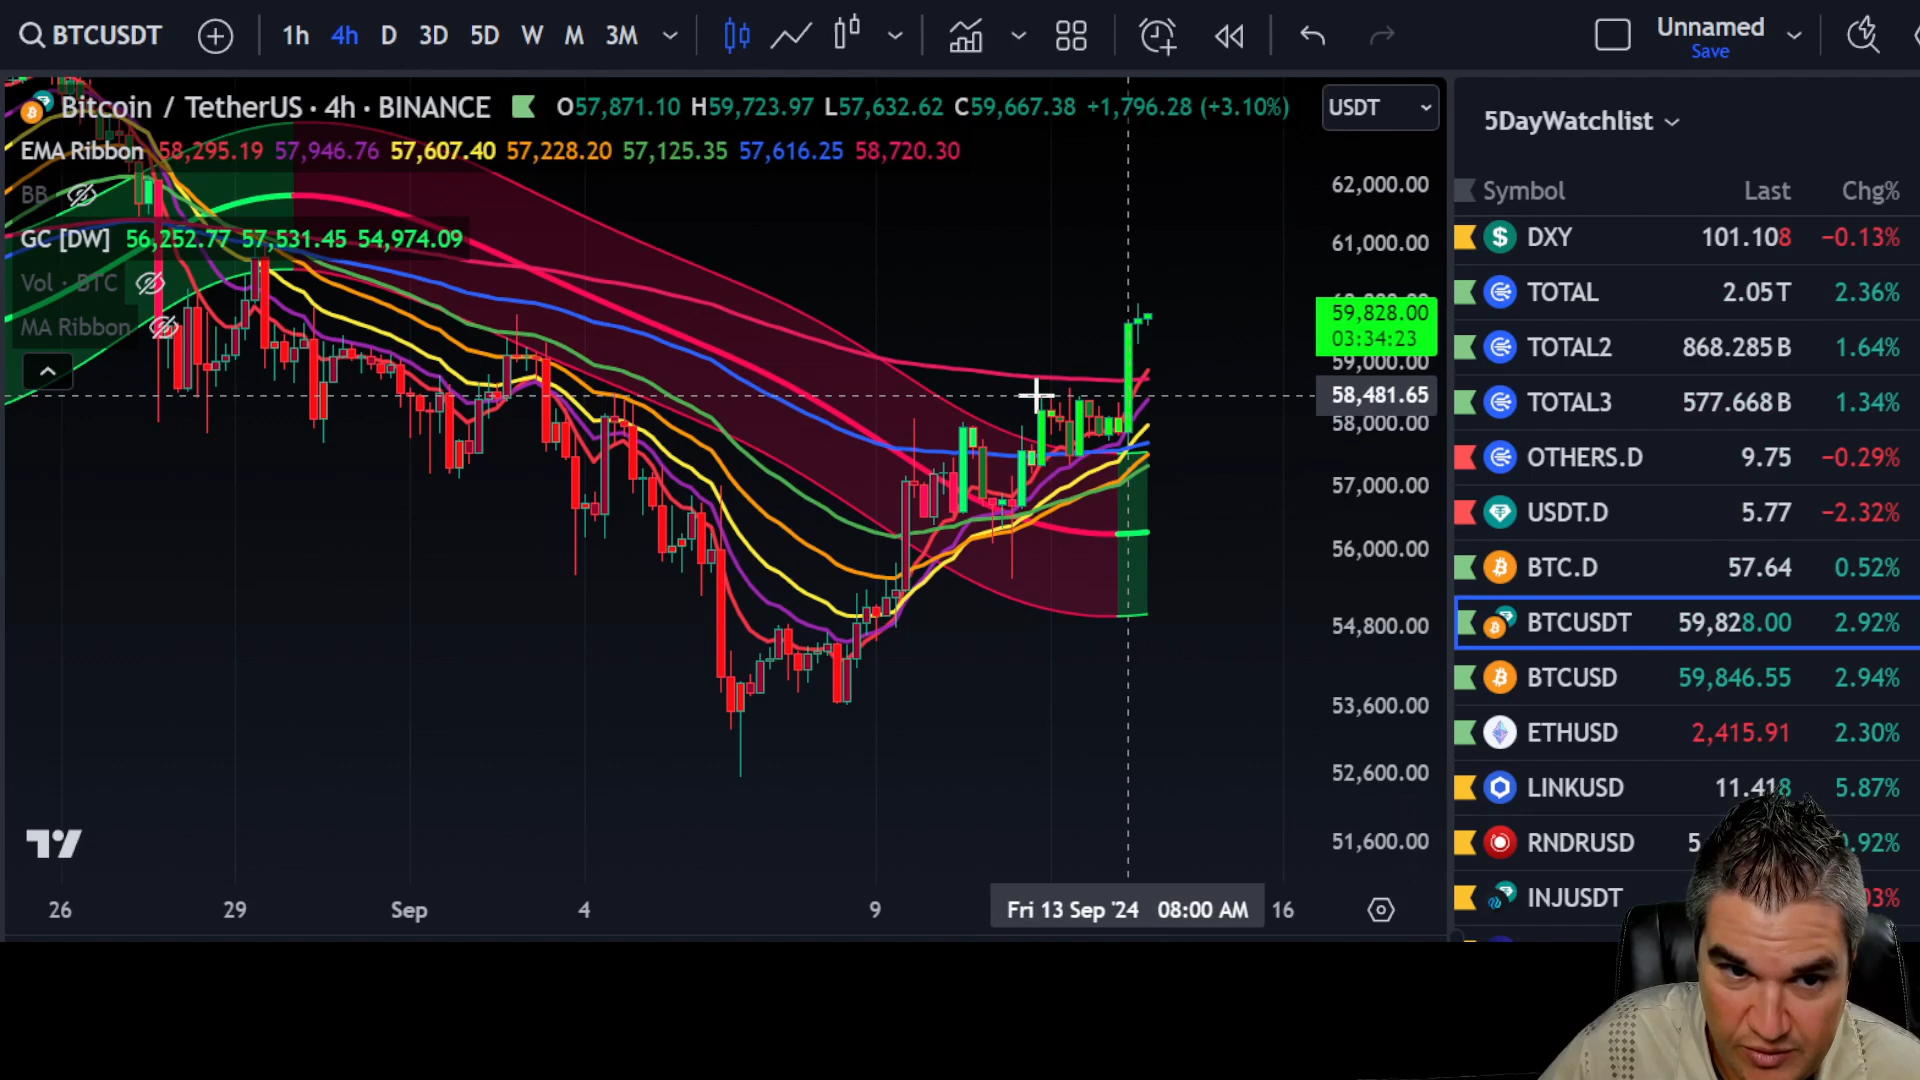 BTCUSDT 1h 4h D 3D 5D W M 3M Unnamed
Save
Bitcoin / TetherUS · 4h · BINANCE O57,871.10 H59,723.97 L57,632.62 C59,667.38 +1,796.28 (+3.10%) USDT
EMA Ribbon 58,295.19 57,946.76 57,607.40 57,228.20 57,125.35 57,616.25 58,720.30
BB
GC [DW] 56,252.77 57,531.45 54,974.09
Vol · BTC
MA Ribbon
62,000.00
61,000.00
59,828.00
03:34:23
59,000.00
58,481.65
58,000.00
57,000.00
56,000.00
54,800.00
53,600.00
52,600.00
51,600.00
26 29 Sep 4 9 Fri 13 Sep '24 08:00 AM 16
5DayWatchlist
Symbol Last Chg%
DXY 101.108 −0.13%
TOTAL 2.05T 2.36%
TOTAL2 868.285B 1.64%
TOTAL3 577.668B 1.34%
OTHERS.D 9.75 −0.29%
USDT.D 5.77 −2.32%
BTC.D 57.64 0.52%
BTCUSDT 59,828.00 2.92%
BTCUSD 59,846.55 2.94%
ETHUSD 2,415.91 2.30%
LINKUSD 11.418 5.87%
RNDRUSD
INJUSDT